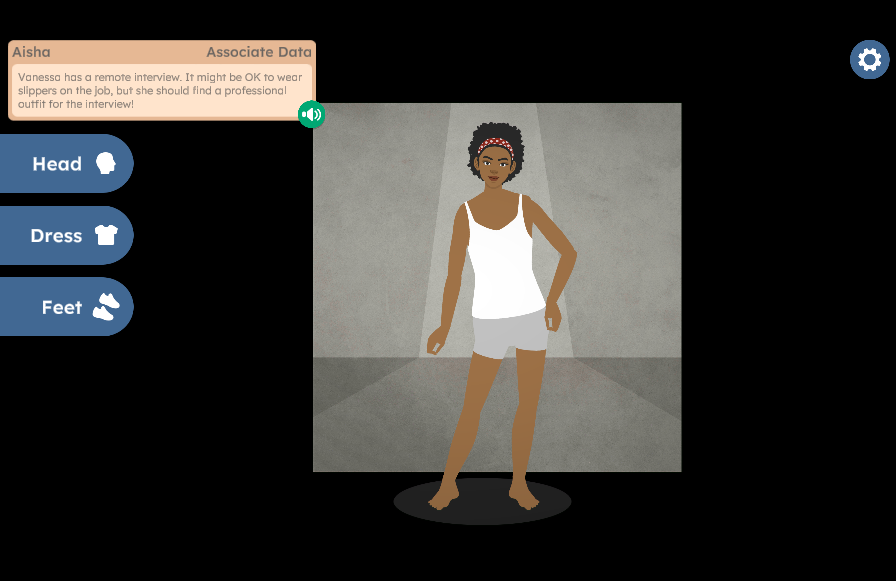 Aisha
Associate Data
Vanessa has a remote interview. It might be OK to wear
slippers on the job, but she should find a professional
outfit for the interview!
Head
Dress
Feet